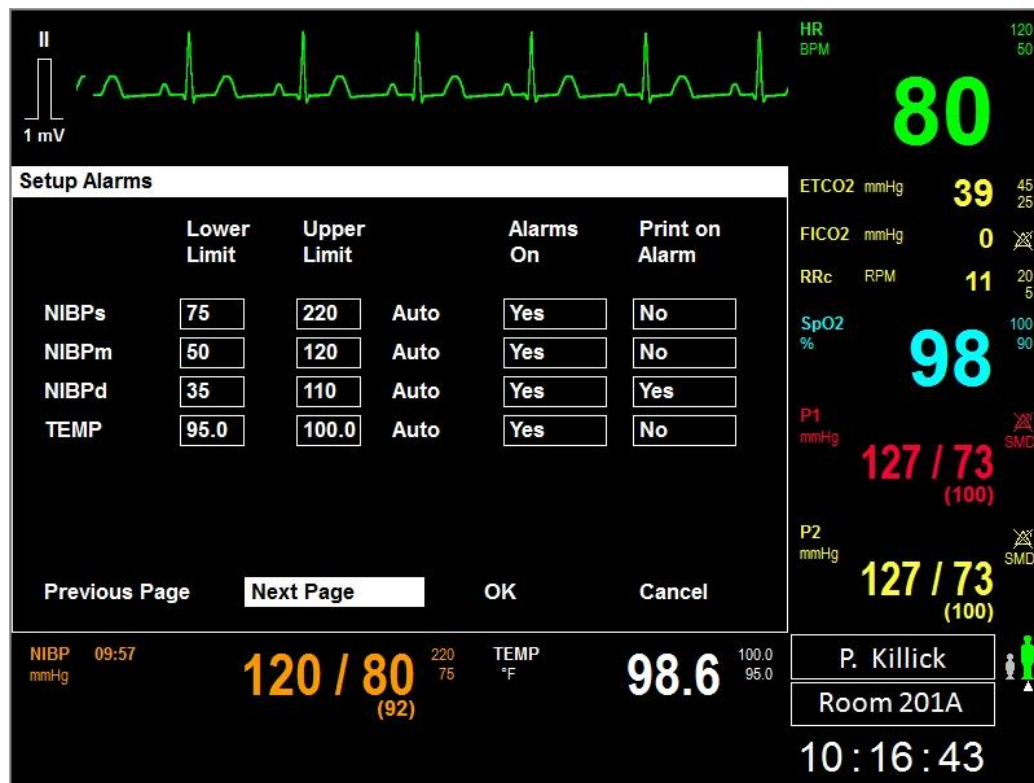 II
1 mV
HR
BPM
120
50
80
Setup Alarms
Lower Limit Upper Limit Alarms On Print on Alarm
NIBPs 75 220 Auto Yes No
NIBPm 50 120 Auto Yes No
NIBPd 35 110 Auto Yes Yes
TEMP 95.0 100.0 Auto Yes No
Previous Page Next Page OK Cancel
ETCO2 mmHg 39 45
25
FICO2 mmHg 0
RRc RPM 11 20
5
SpO2
%
98
100
90
P1
mmHg
SMD
127 / 73
(100)
P2
mmHg
SMD
127 / 73
(100)
NIBP 09:57
mmHg
120 / 80
(92)
220
75
TEMP
°F
98.6
100.0
95.0
P. Killick
Room 201A
10:16:43